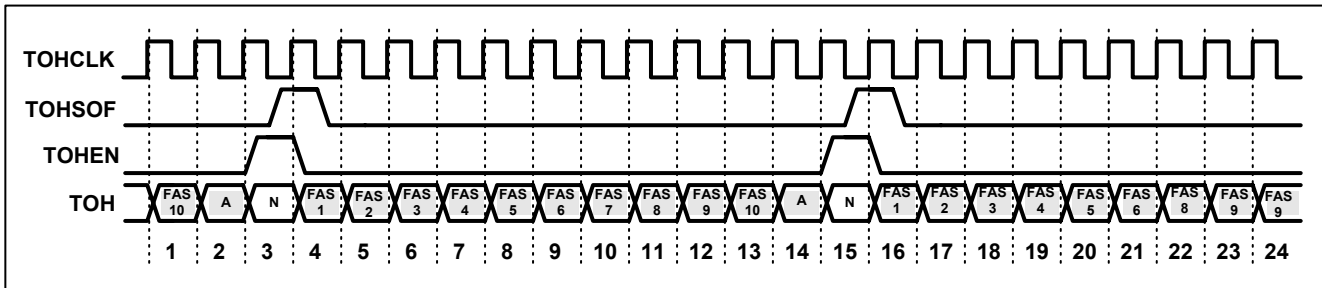 TOHCLK
TOHSOF
TOHEN
TOH
FAS 10 A N FAS 1 FAS 2 FAS 3 FAS 4 FAS 5 FAS 6 FAS 7 FAS 8 FAS 9 FAS 10 A N FAS 1 FAS 2 FAS 3 FAS 4 FAS 5 FAS 6 FAS 8 FAS 9 FAS 9
1 2 3 4 5 6 7 8 9 10 11 12 13 14 15 16 17 18 19 20 21 22 23 24